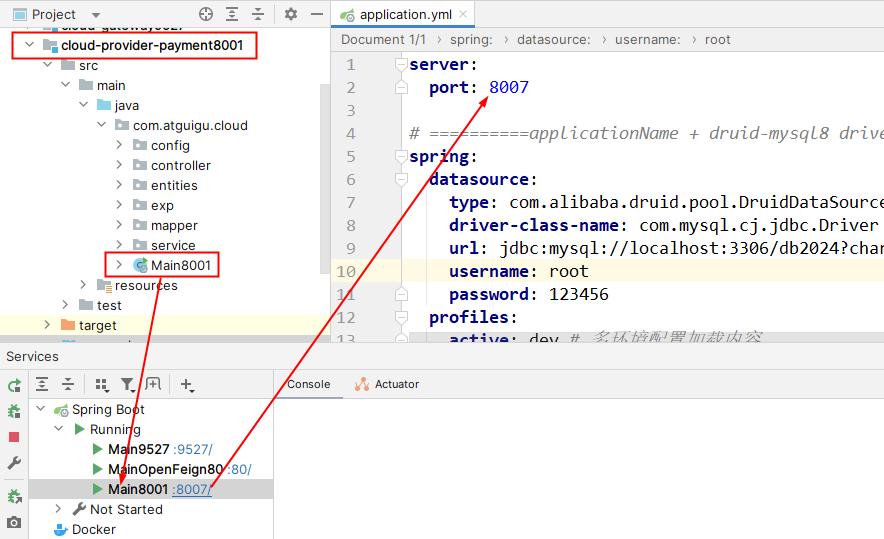 Project
cloud-gateway9527
cloud-provider-payment8001
src
main
java
com.atguigu.cloud
config
controller
entities
exp
mapper
service
Main8001
resources
test
target
application.yml
Document 1/1 › spring: › datasource: › username: › root
1 server:
2 port: 8007
3
4 # ==========applicationName + druid-mysql8 drive
5 spring:
6 datasource:
7 type: com.alibaba.druid.pool.DruidDataSource
8 driver-class-name: com.mysql.cj.jdbc.Driver
9 url: jdbc:mysql://localhost:3306/db2024?char
10 username: root
11 password: 123456
12 profiles:
13 active: dev # 多环境配置加载内容
Services
Console
Actuator
Spring Boot
Running
Main9527 :9527/
MainOpenFeign80 :80/
Main8001 :8007/
Not Started
Docker